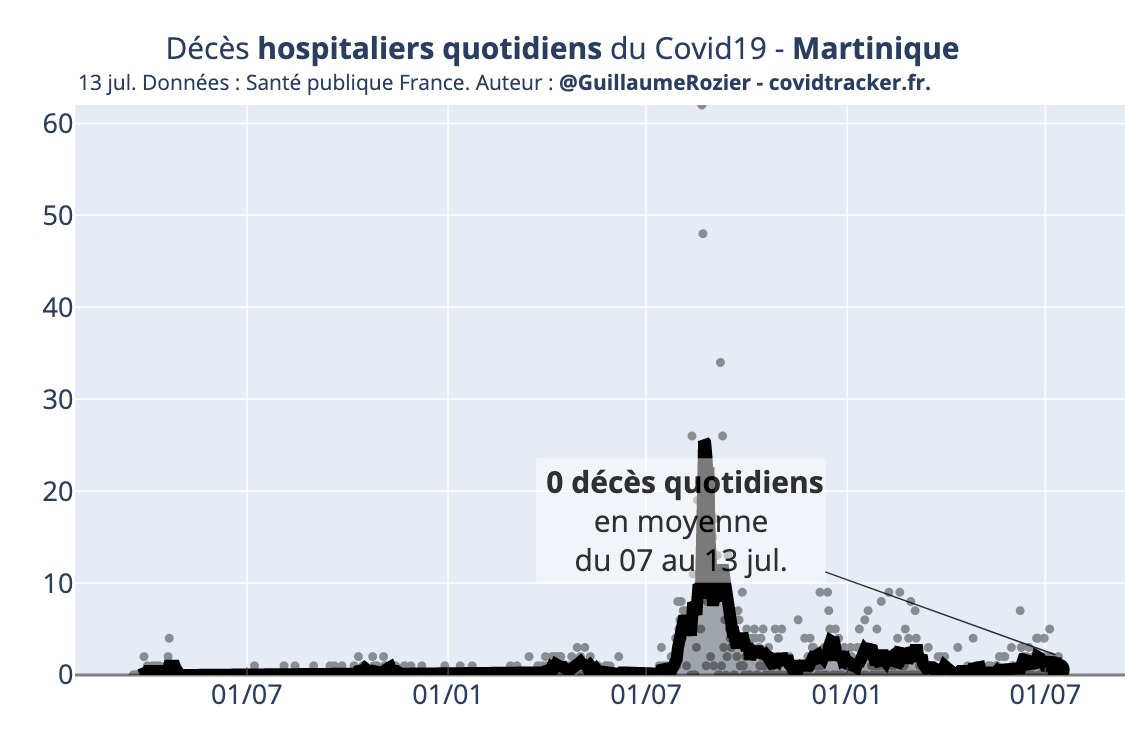 Décès hospitaliers quotidiens du Covid19 - Martinique
13 jul. Données : Santé publique France. Auteur : @GuillaumeRozier - covidtracker.fr.
60
50
40
30
20
10
0
0 décès quotidiens
en moyenne
du 07 au 13 jul.
01/07 01/01 01/07 01/01 01/07